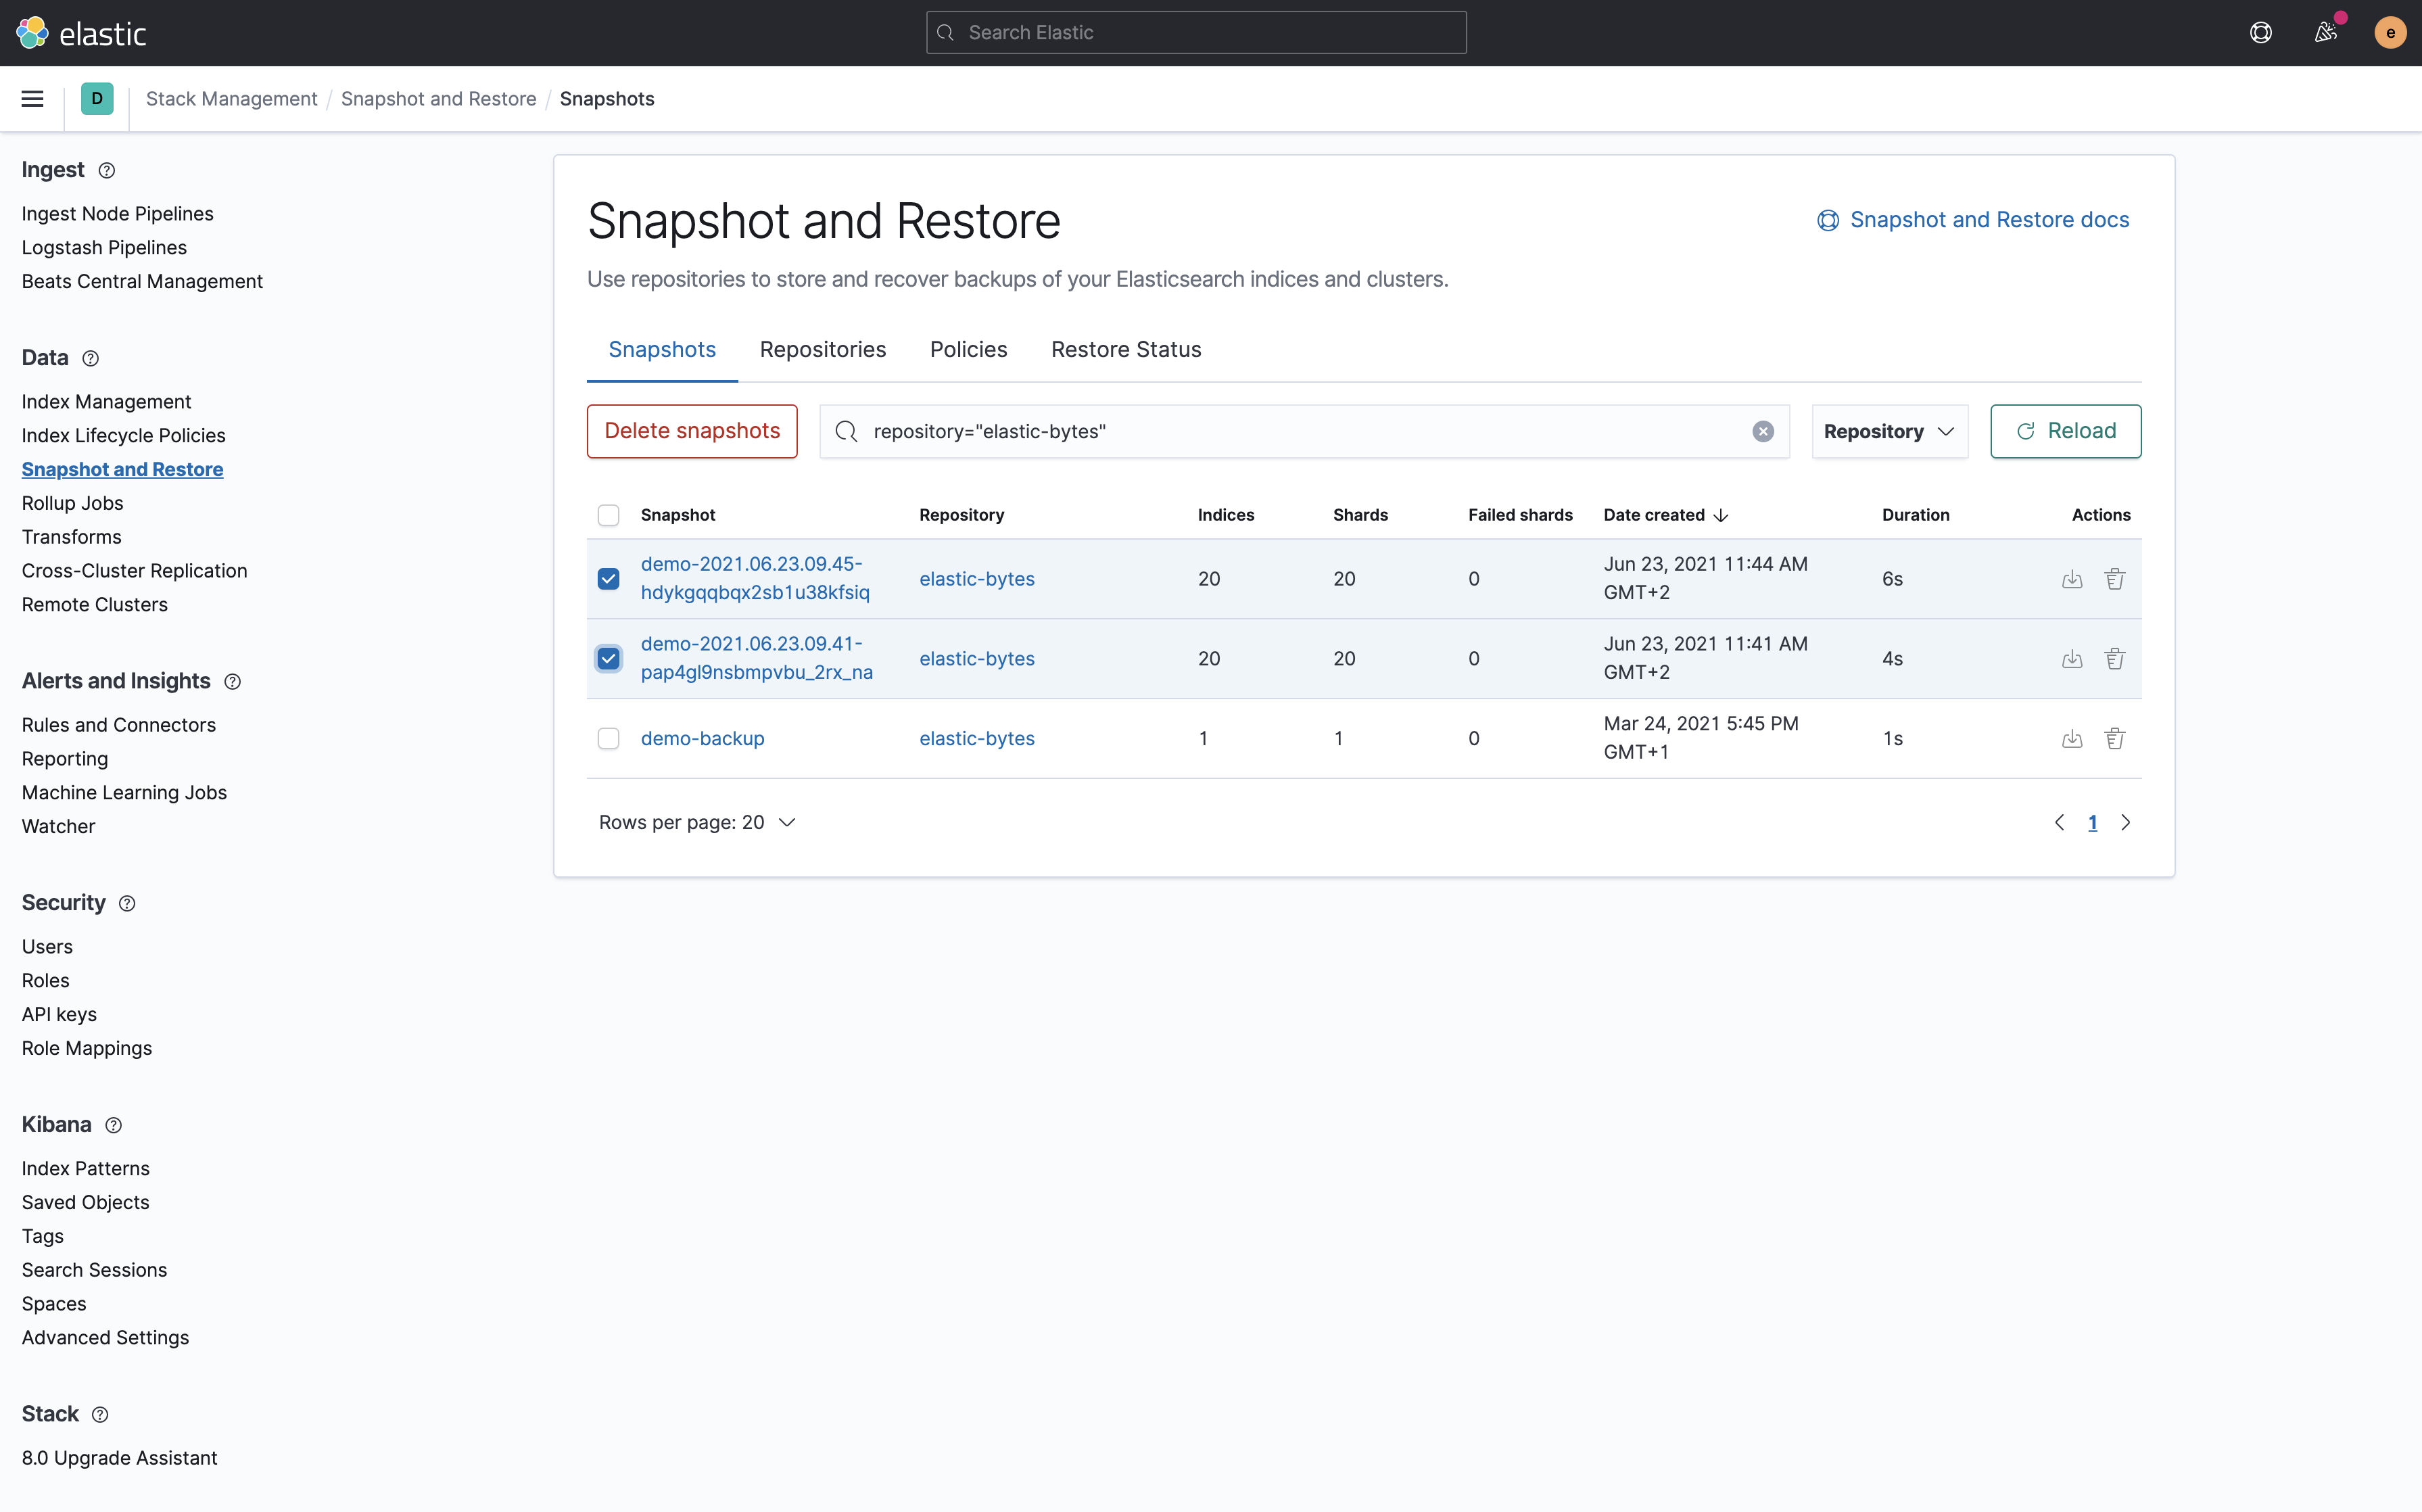 elastic
Search Elastic
e
D
Stack Management / Snapshot and Restore / Snapshots
Ingest
Ingest Node Pipelines
Logstash Pipelines
Beats Central Management
Data
Index Management
Index Lifecycle Policies
Snapshot and Restore
Rollup Jobs
Transforms
Cross-Cluster Replication
Remote Clusters
Alerts and Insights
Rules and Connectors
Reporting
Machine Learning Jobs
Watcher
Security
Users
Roles
API keys
Role Mappings
Kibana
Index Patterns
Saved Objects
Tags
Search Sessions
Spaces
Advanced Settings
Stack
8.0 Upgrade Assistant
Snapshot and Restore
Snapshot and Restore docs
Use repositories to store and recover backups of your Elasticsearch indices and clusters.
Snapshots Repositories Policies Restore Status
Delete snapshots repository="elastic-bytes" Repository Reload
Snapshot Repository Indices Shards Failed shards Date created Duration Actions
demo-2021.06.23.09.45-
hdykgqqbqx2sb1u38kfsiq
elastic-bytes 20 20 0
Jun 23, 2021 11:44 AM
GMT+2
6s
demo-2021.06.23.09.41-
pap4gl9nsbmpvbu_2rx_na
elastic-bytes 20 20 0
Jun 23, 2021 11:41 AM
GMT+2
4s
demo-backup elastic-bytes 1 1 0
Mar 24, 2021 5:45 PM
GMT+1
1s
Rows per page: 20
1